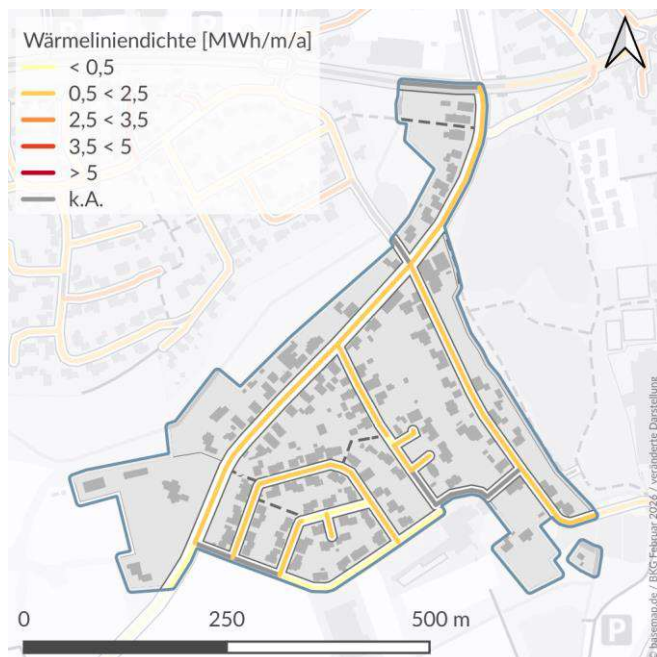 Wärmeliniendichte [MWh/m/a]
< 0,5
0,5 < 2,5
2,5 < 3,5
3,5 < 5
> 5
k.A.
© basemap.de / BKG Februar 2026 / veränderte Darstellung
P
0 250 500 m